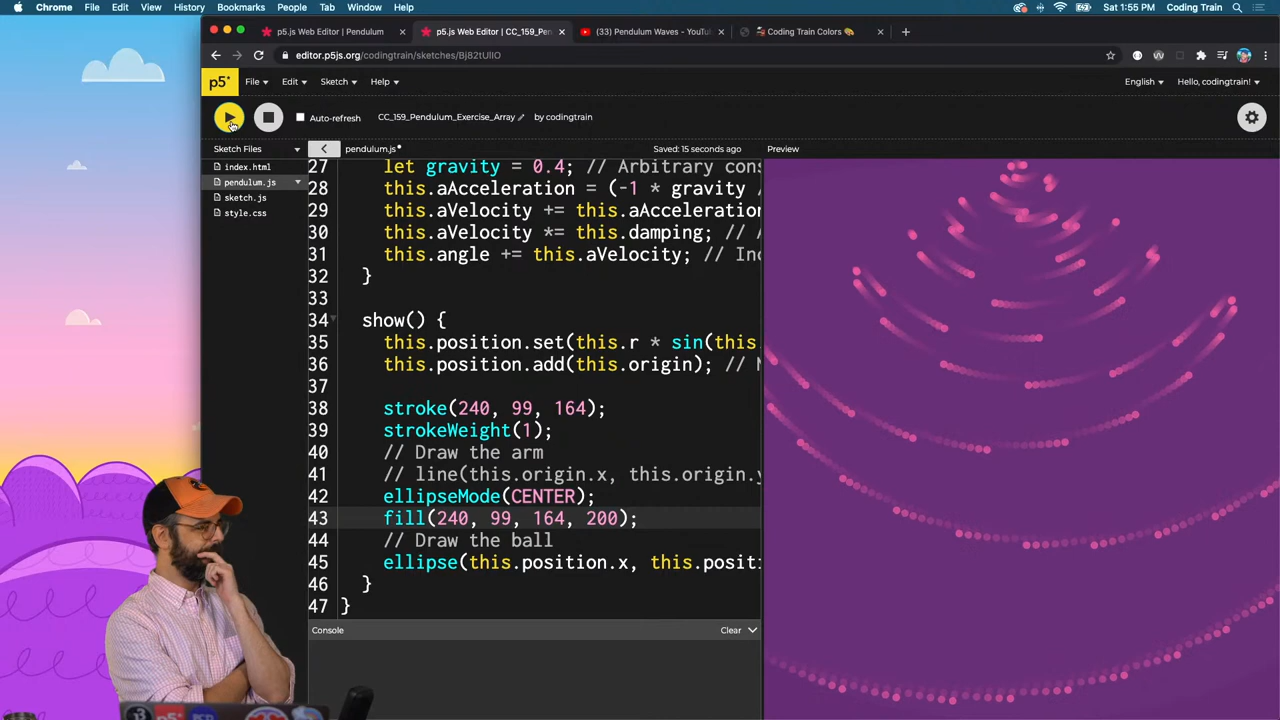 Chrome File Edit View History Bookmarks People Tab Window Help Sat 1:55 PM Coding Train
p5.js Web Editor | Pendulum × p5.js Web Editor | CC_159_Pen × (33) Pendulum Waves - YouTu × Coding Train Colors × +
editor.p5js.org/codingtrain/sketches/Bj82tUlIO
p5* File Edit Sketch Help English Hello, codingtrain!
Auto-refresh CC_159_Pendulum_Exercise_Array by codingtrain
Sketch Files pendulum.js Saved: 15 seconds ago Preview
index.html
pendulum.js
sketch.js
style.css
27 let gravity = 0.4; // Arbitrary cons
28 this.aAcceleration = (-1 * gravity /
29 this.aVelocity += this.aAcceleration
30 this.aVelocity *= this.damping; // A
31 this.angle += this.aVelocity; // Inc
32 }
33
34 show() {
35 this.position.set(this.r * sin(this.
36 this.position.add(this.origin); // M
37
38 stroke(240, 99, 164);
39 strokeWeight(1);
40 // Draw the arm
41 // line(this.origin.x, this.origin.y
42 ellipseMode(CENTER);
43 fill(240, 99, 164, 200);
44 // Draw the ball
45 ellipse(this.position.x, this.positi
46 }
47 }
Console Clear
p5*